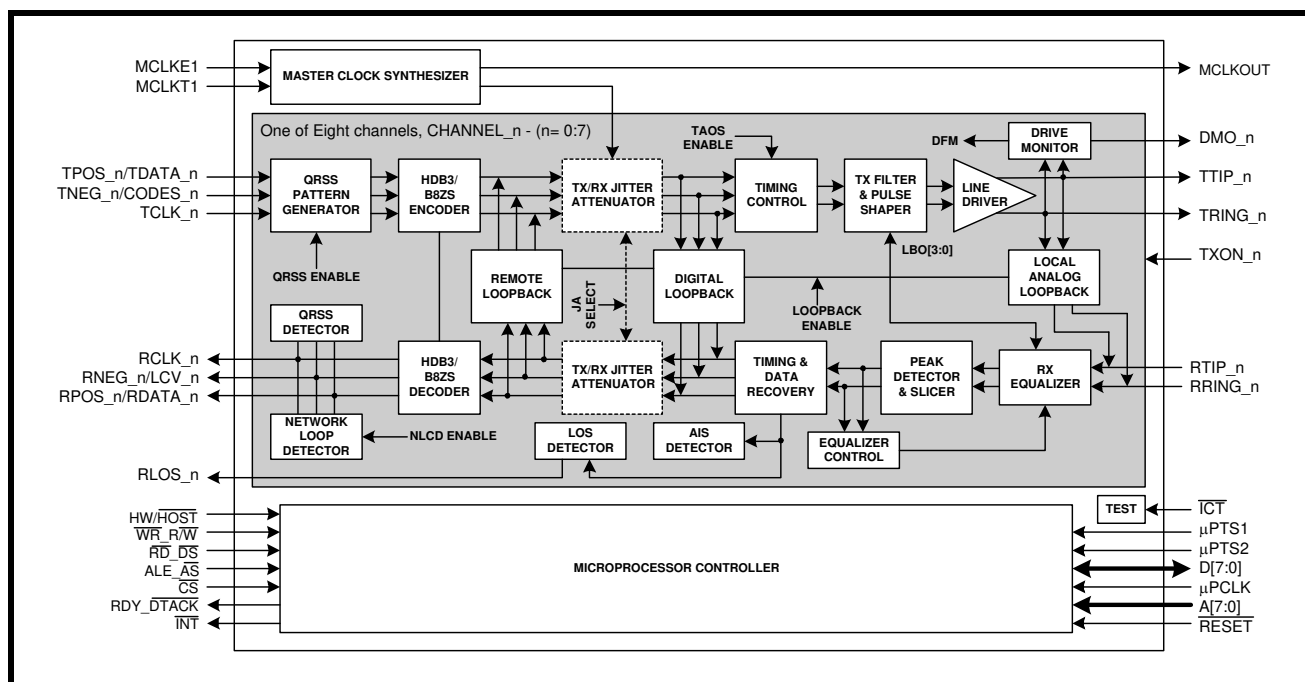 MCLKE1
MCLKT1
MASTER CLOCK SYNTHESIZER
MCLKOUT
One of Eight channels, CHANNEL_n - (n= 0:7)
TAOS
ENABLE
DFM
DRIVE
MONITOR
DMO_n
TPOS_n/TDATA_n
TNEG_n/CODES_n
TCLK_n
QRSS
PATTERN
GENERATOR
HDB3/
B8ZS
ENCODER
TX/RX JITTER
ATTENUATOR
TIMING
CONTROL
TX FILTER
& PULSE
SHAPER
LINE
DRIVER
TTIP_n
TRING_n
QRSS ENABLE
REMOTE
LOOPBACK
JA
SELECT
DIGITAL
LOOPBACK
LBO[3:0]
LOOPBACK
ENABLE
LOCAL
ANALOG
LOOPBACK
TXON_n
QRSS
DETECTOR
RCLK_n
RNEG_n/LCV_n
RPOS_n/RDATA_n
HDB3/
B8ZS
DECODER
TX/RX JITTER
ATTENUATOR
TIMING &
DATA
RECOVERY
PEAK
DETECTOR
& SLICER
RX
EQUALIZER
RTIP_n
RRING_n
NETWORK
LOOP
DETECTOR
NLCD ENABLE
LOS
DETECTOR
AIS
DETECTOR
EQUALIZER
CONTROL
RLOS_n
HW/HOST
WR_R/W
RD_DS
ALE_AS
CS
RDY_DTACK
INT
MICROPROCESSOR CONTROLLER
TEST
ICT
µPTS1
µPTS2
D[7:0]
µPCLK
A[7:0]
RESET